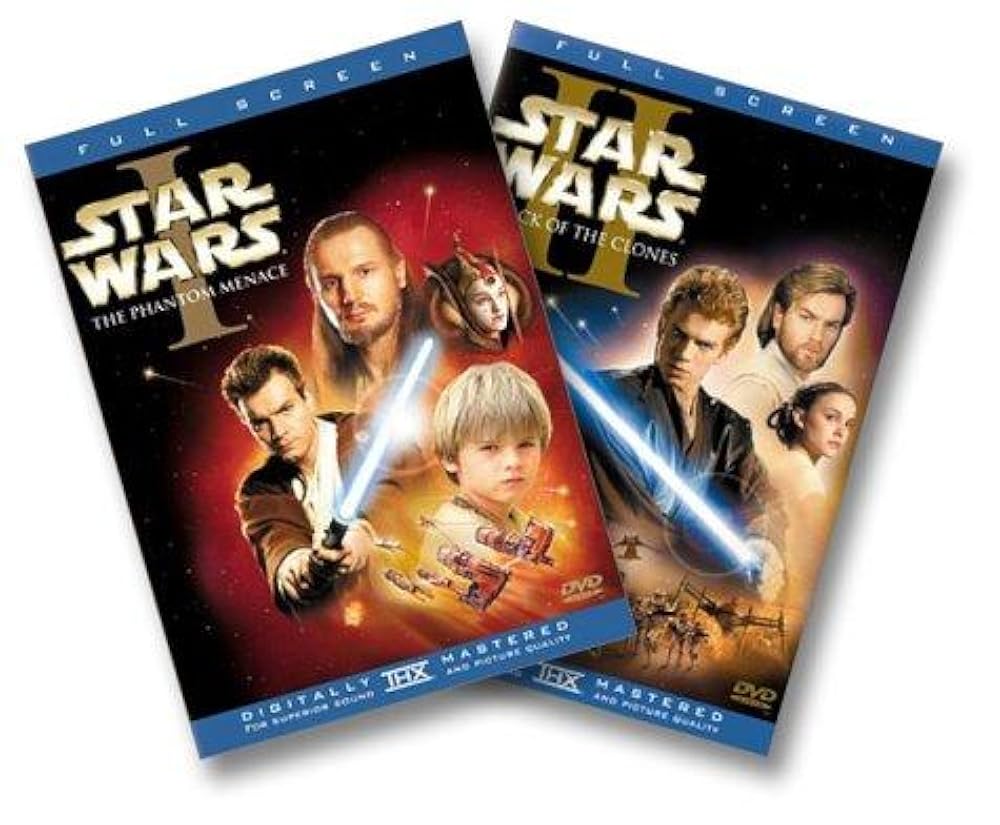 FULL SCREEN
I
STAR
WARS
THE PHANTOM MENACE
DVD
DIGITALLY THX MASTERED
FOR SUPERIOR SOUND AND PICTURE QUALITY
FULL SCREEN
II
STAR
WARS
CK OF THE CLONES
DVD
THX MASTERED
AND PICTURE QUALITY